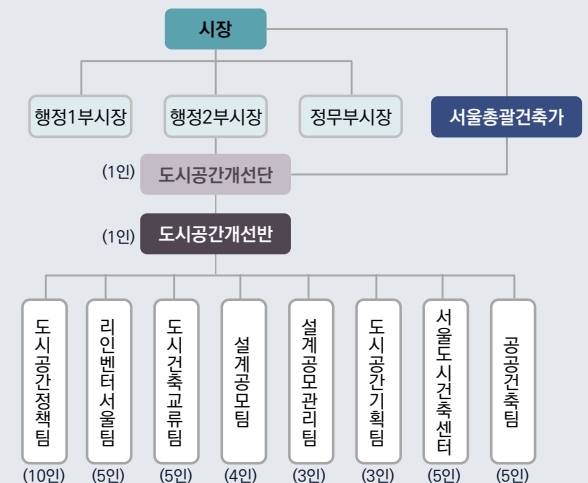 시장
행정1부시장
행정2부시장
정무부시장
서울총괄건축가
(1인)
도시공간개선단
(1인)
도시공간개선반
도시공간정책팀
리인벤터서울팀
도시건축교류팀
설계공모팀
설계공모관리팀
도시공간기획팀
서울도시건축센터
공공건축팀
(10인)
(5인)
(5인)
(4인)
(3인)
(3인)
(5인)
(5인)